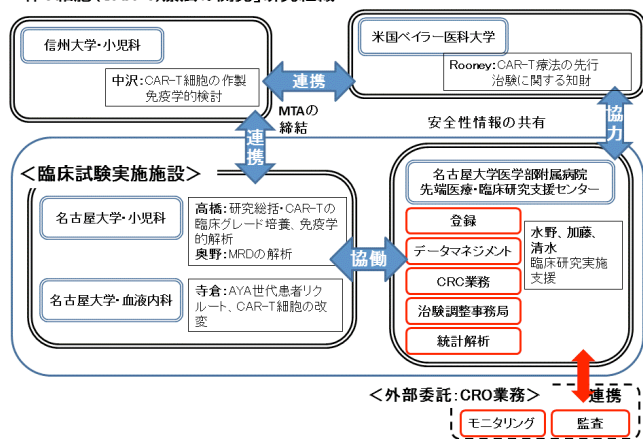 信州大学・小児科
中沢：CAR-T細胞の作製
免疫学的検討
連携
MTAの
締結
米国ベイラー医科大学
Rooney：CAR-T療法の先行
治験に関する知財
連携
安全性情報の共有
協力
＜臨床試験実施施設＞
名古屋大学・小児科
高橋：研究総括・CAR-Tの
臨床グレード培養、免疫学
的解析
奥野：MRDの解析
名古屋大学・血液内科
寺倉：AYA世代患者リク
ルート、CAR-T細胞の改
変
協働
名古屋大学医学部附属病院
先端医療・臨床研究支援センター
登録
データマネジメント
CRC業務
治験調整事務局
統計解析
水野、加藤、
清水
臨床研究実施
支援
＜外部委託：CRO業務＞
連携
モニタリング
監査